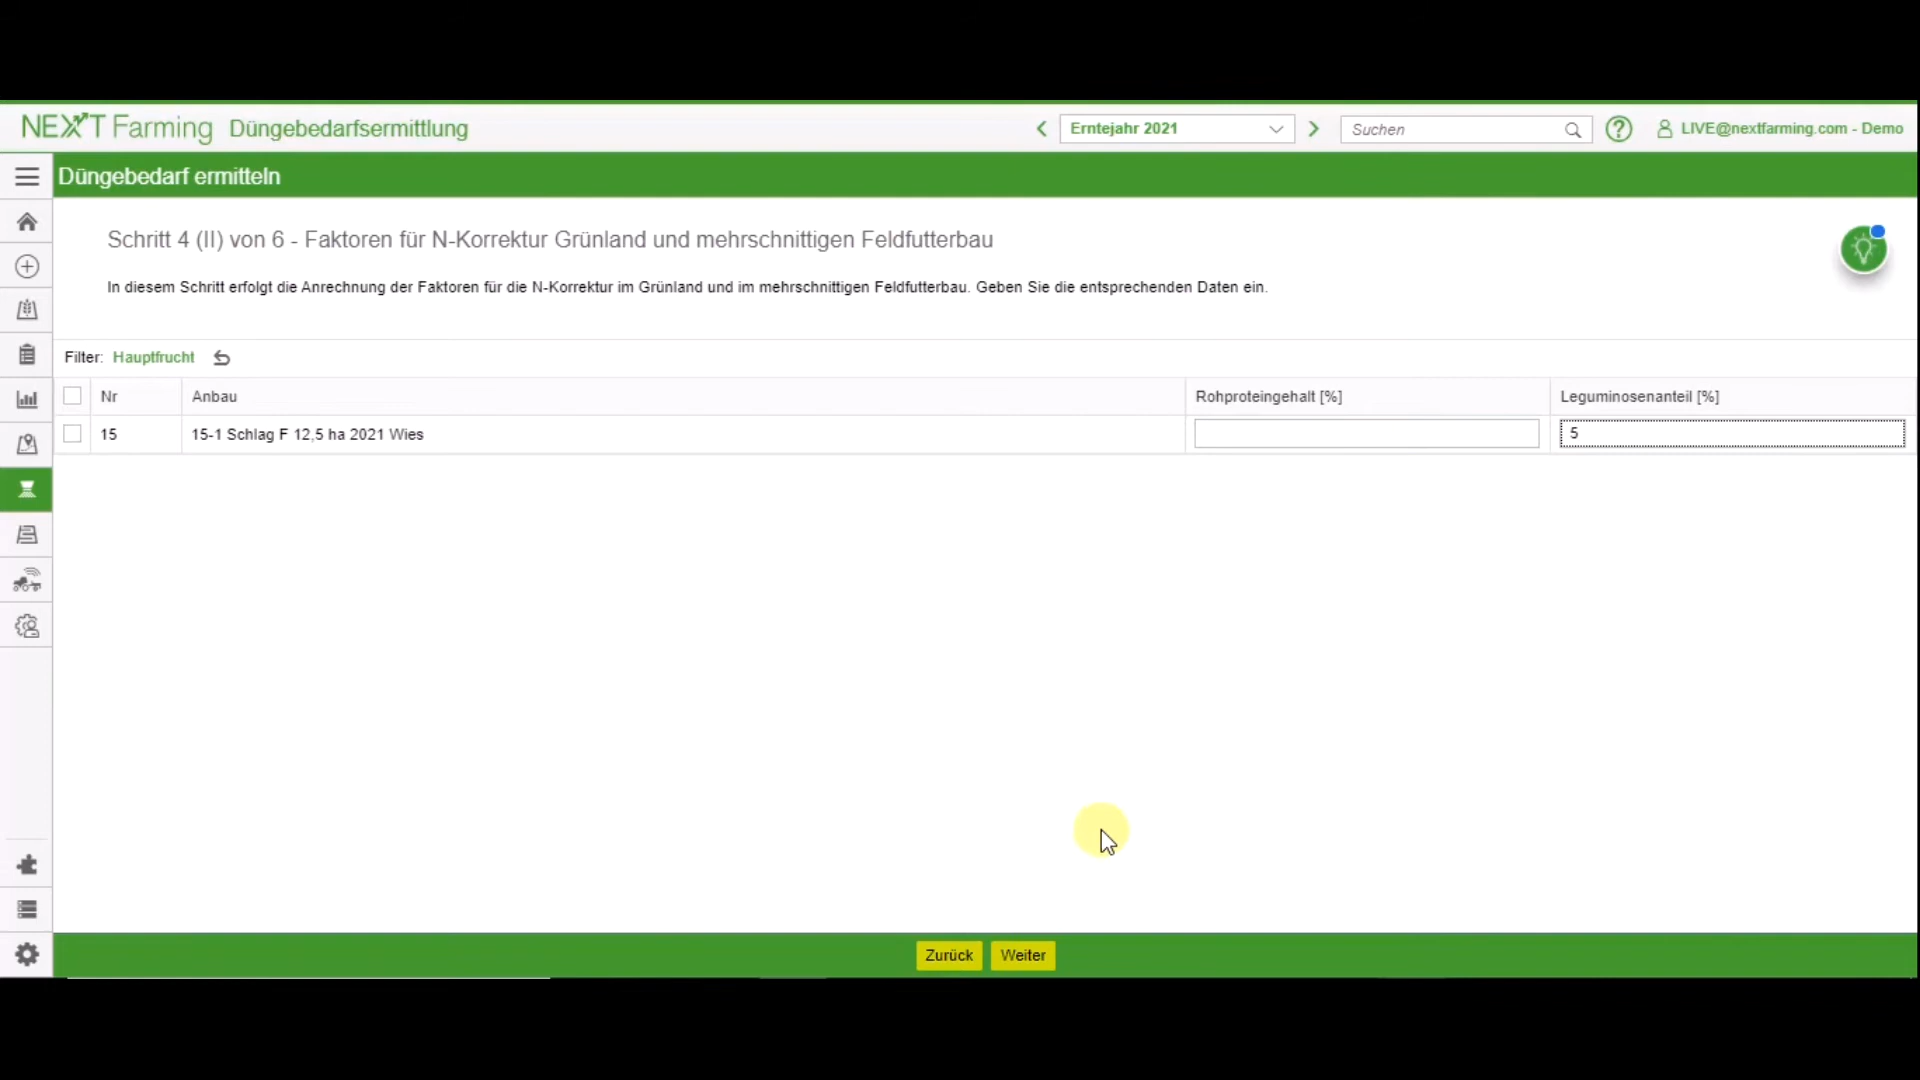 NEXT Farming Düngebedarfsermittlung
Erntejahr 2021
Suchen
LIVE@nextfarming.com - Demo
Düngebedarf ermitteln
Schritt 4 (II) von 6 - Faktoren für N-Korrektur Grünland und mehrschnittigen Feldfutterbau
In diesem Schritt erfolgt die Anrechnung der Faktoren für die N-Korrektur im Grünland und im mehrschnittigen Feldfutterbau. Geben Sie die entsprechenden Daten ein.
Filter: Hauptfrucht
Nr Anbau Rohproteingehalt [%] Leguminosenanteil [%]
15 15-1 Schlag F 12,5 ha 2021 Wies 5
Zurück Weiter